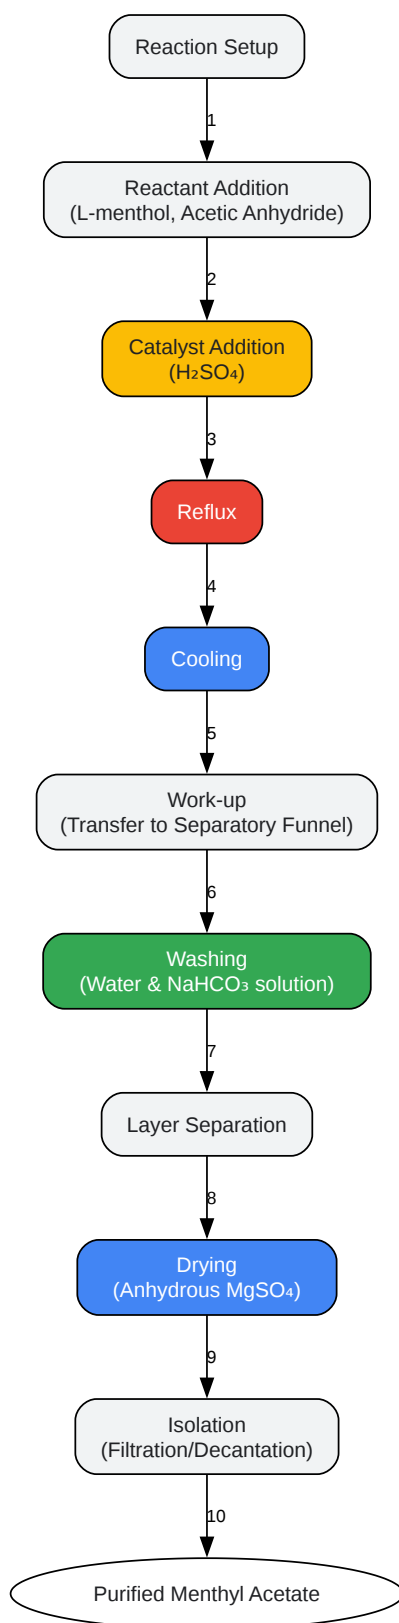 Reaction Setup
1
Reactant Addition
(L-menthol, Acetic Anhydride)
2
Catalyst Addition
(H₂SO₄)
3
Reflux
4
Cooling
5
Work-up
(Transfer to Separatory Funnel)
6
Washing
(Water & NaHCO₃ solution)
7
Layer Separation
8
Drying
(Anhydrous MgSO₄)
9
Isolation
(Filtration/Decantation)
10
Purified Menthyl Acetate